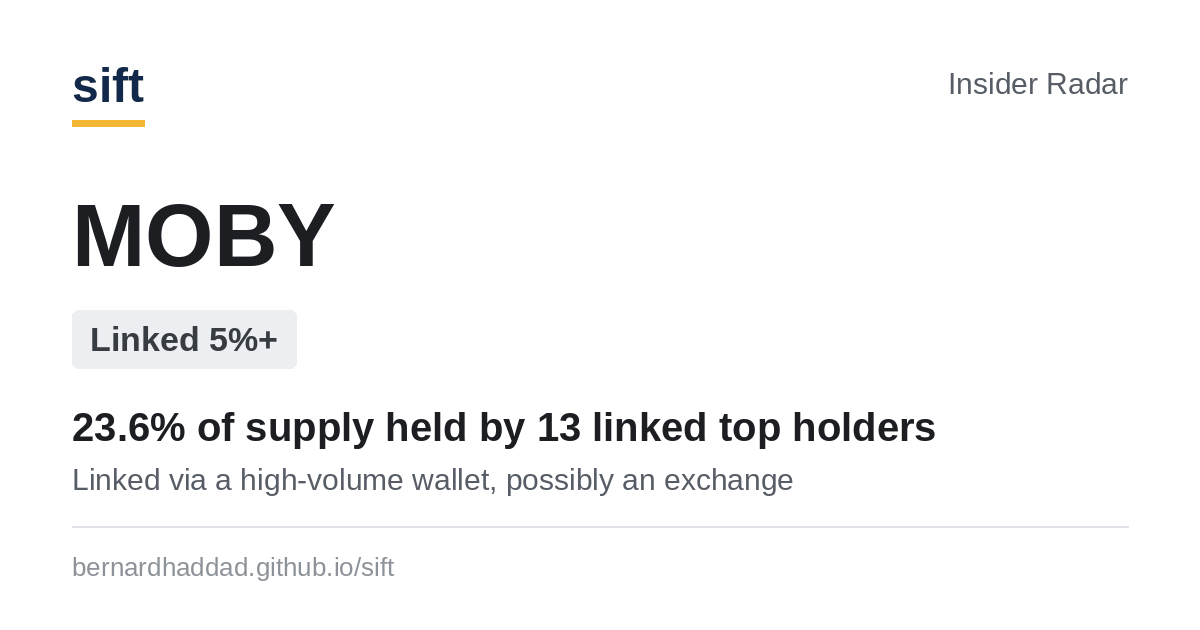 sift
Insider Radar
MOBY
Linked 5%+
23.6% of supply held by 13 linked top holders
Linked via a high-volume wallet, possibly an exchange
bernardhaddad.github.io/sift